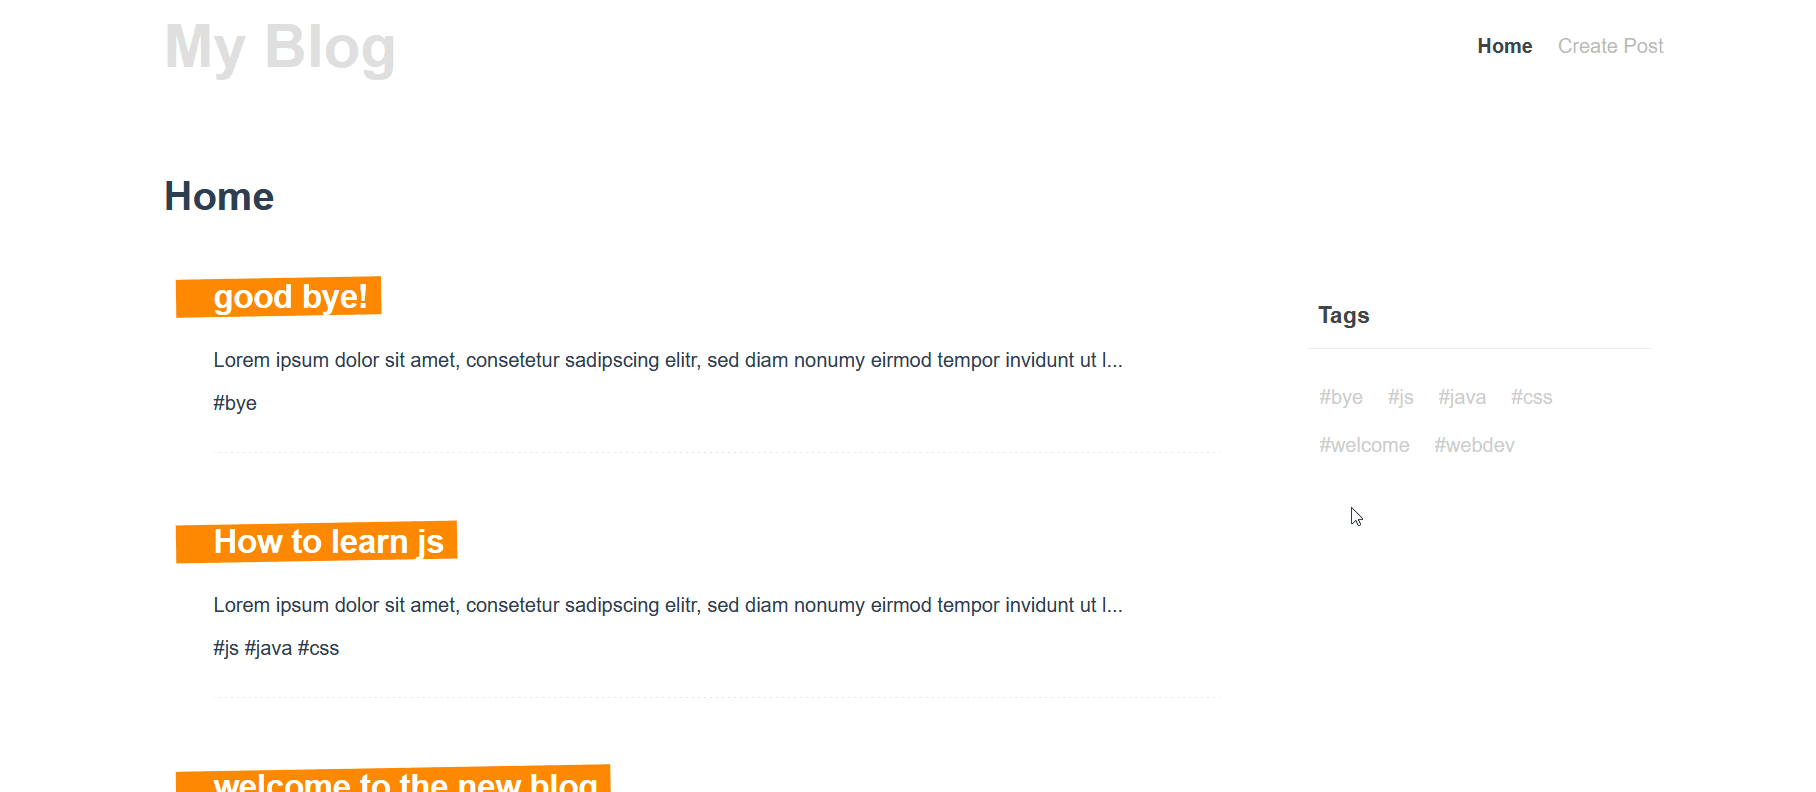 My Blog
Home Create Post
Home
good bye!
Lorem ipsum dolor sit amet, consetetur sadipscing elitr, sed diam nonumy eirmod tempor invidunt ut l...
#bye
How to learn js
Lorem ipsum dolor sit amet, consetetur sadipscing elitr, sed diam nonumy eirmod tempor invidunt ut l...
#js #java #css
welcome to the new blog
Tags
#bye #js #java #css
#welcome #webdev